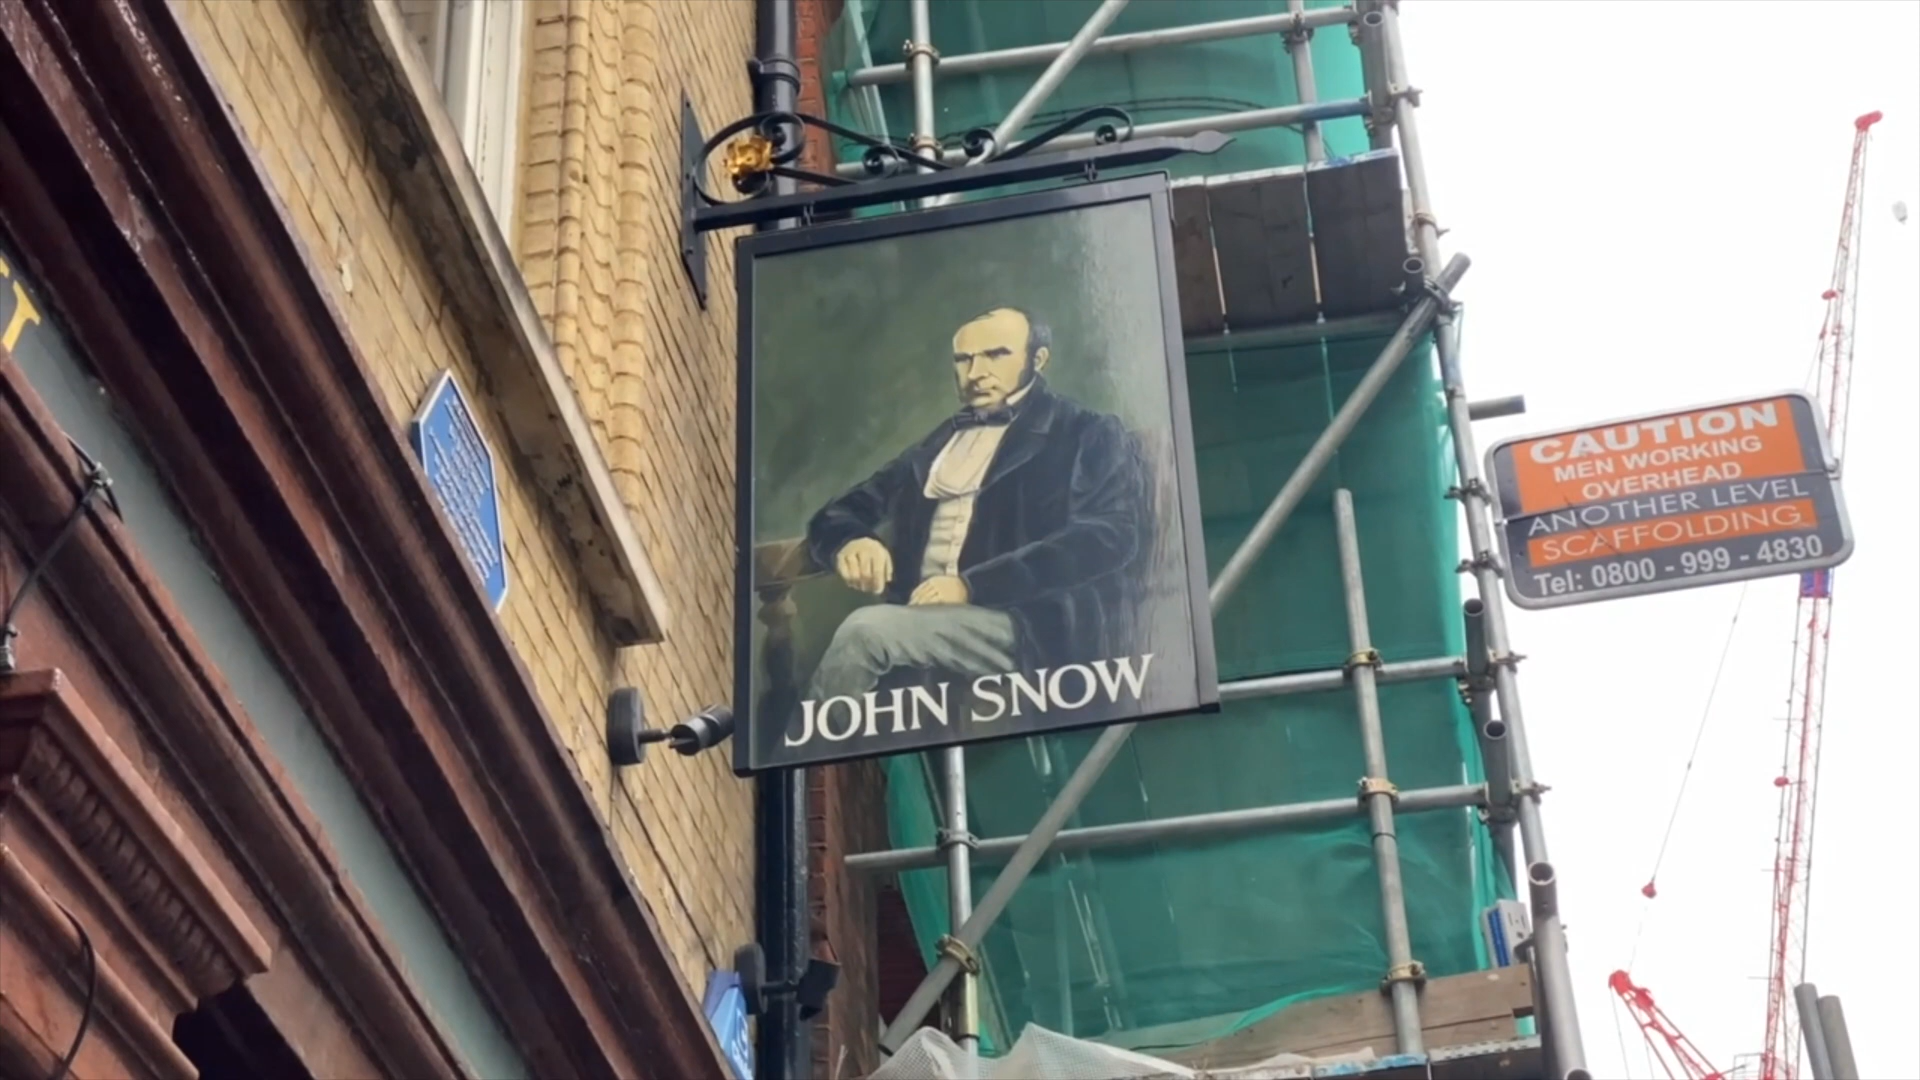 JOHN SNOW
CAUTION
MEN WORKING
OVERHEAD
ANOTHER LEVEL
SCAFFOLDING
Tel: 0800 - 999 - 4830